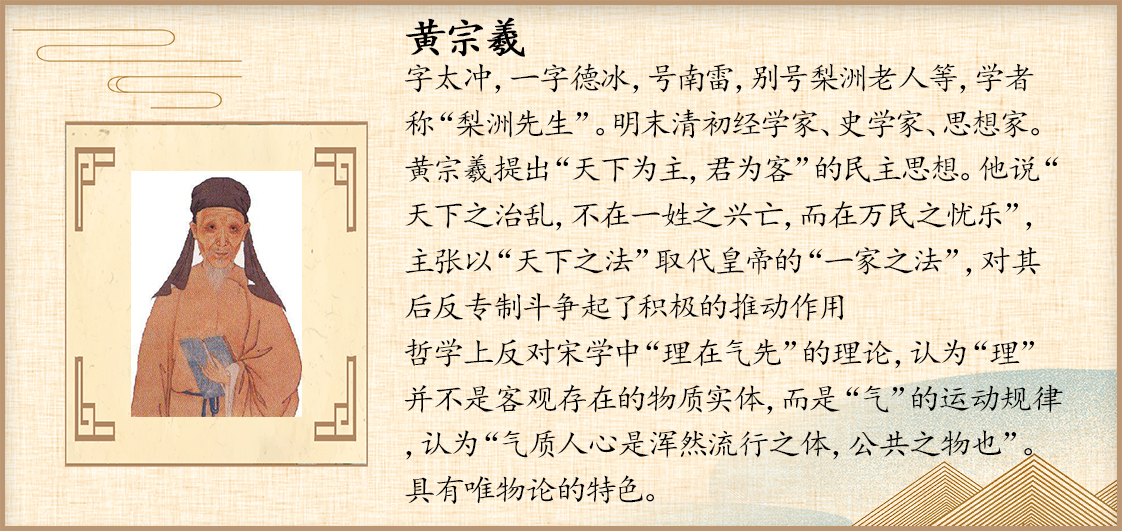 黄宗羲
字太冲，一字德冰，号南雷，别号梨洲老人等，学者
称“梨洲先生”。明末清初经学家、史学家、思想家。
黄宗羲提出“天下为主，君为客”的民主思想。他说“
天下之治乱，不在一姓之兴亡，而在万民之忧乐”，
主张以“天下之法”取代皇帝的“一家之法”，对其
后反专制斗争起了积极的推动作用
哲学上反对宋学中“理在气先”的理论，认为“理”
并不是客观存在的物质实体，而是“气”的运动规律
，认为“气质人心是浑然流行之体，公共之物也”。
具有唯物论的特色。